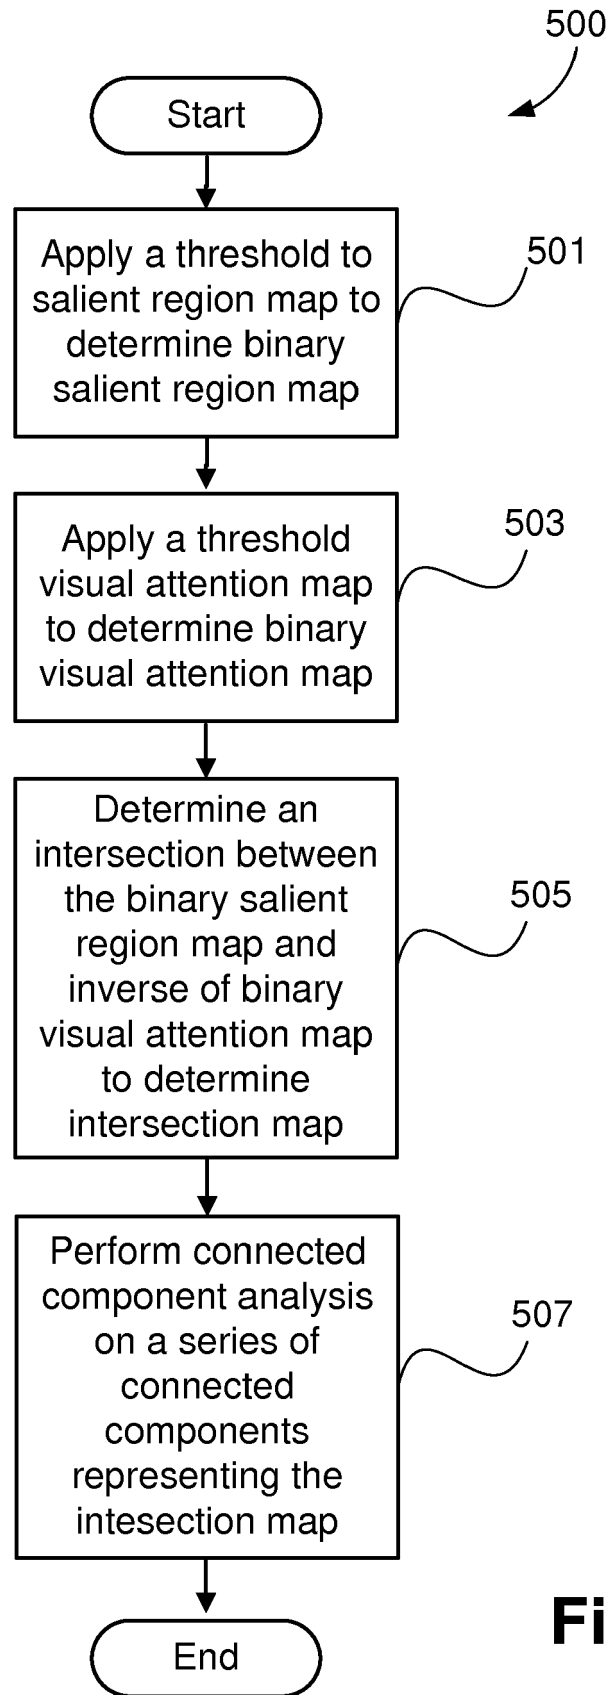 500
Start
Apply a threshold to
salient region map to
determine binary
salient region map
501
Apply a threshold
visual attention map
to determine binary
visual attention map
503
Determine an
intersection between
the binary salient
region map and
inverse of binary
visual attention map
to determine
intersection map
505
Perform connected
component analysis
on a series of
connected
components
representing the
intesection map
507
End
Fi